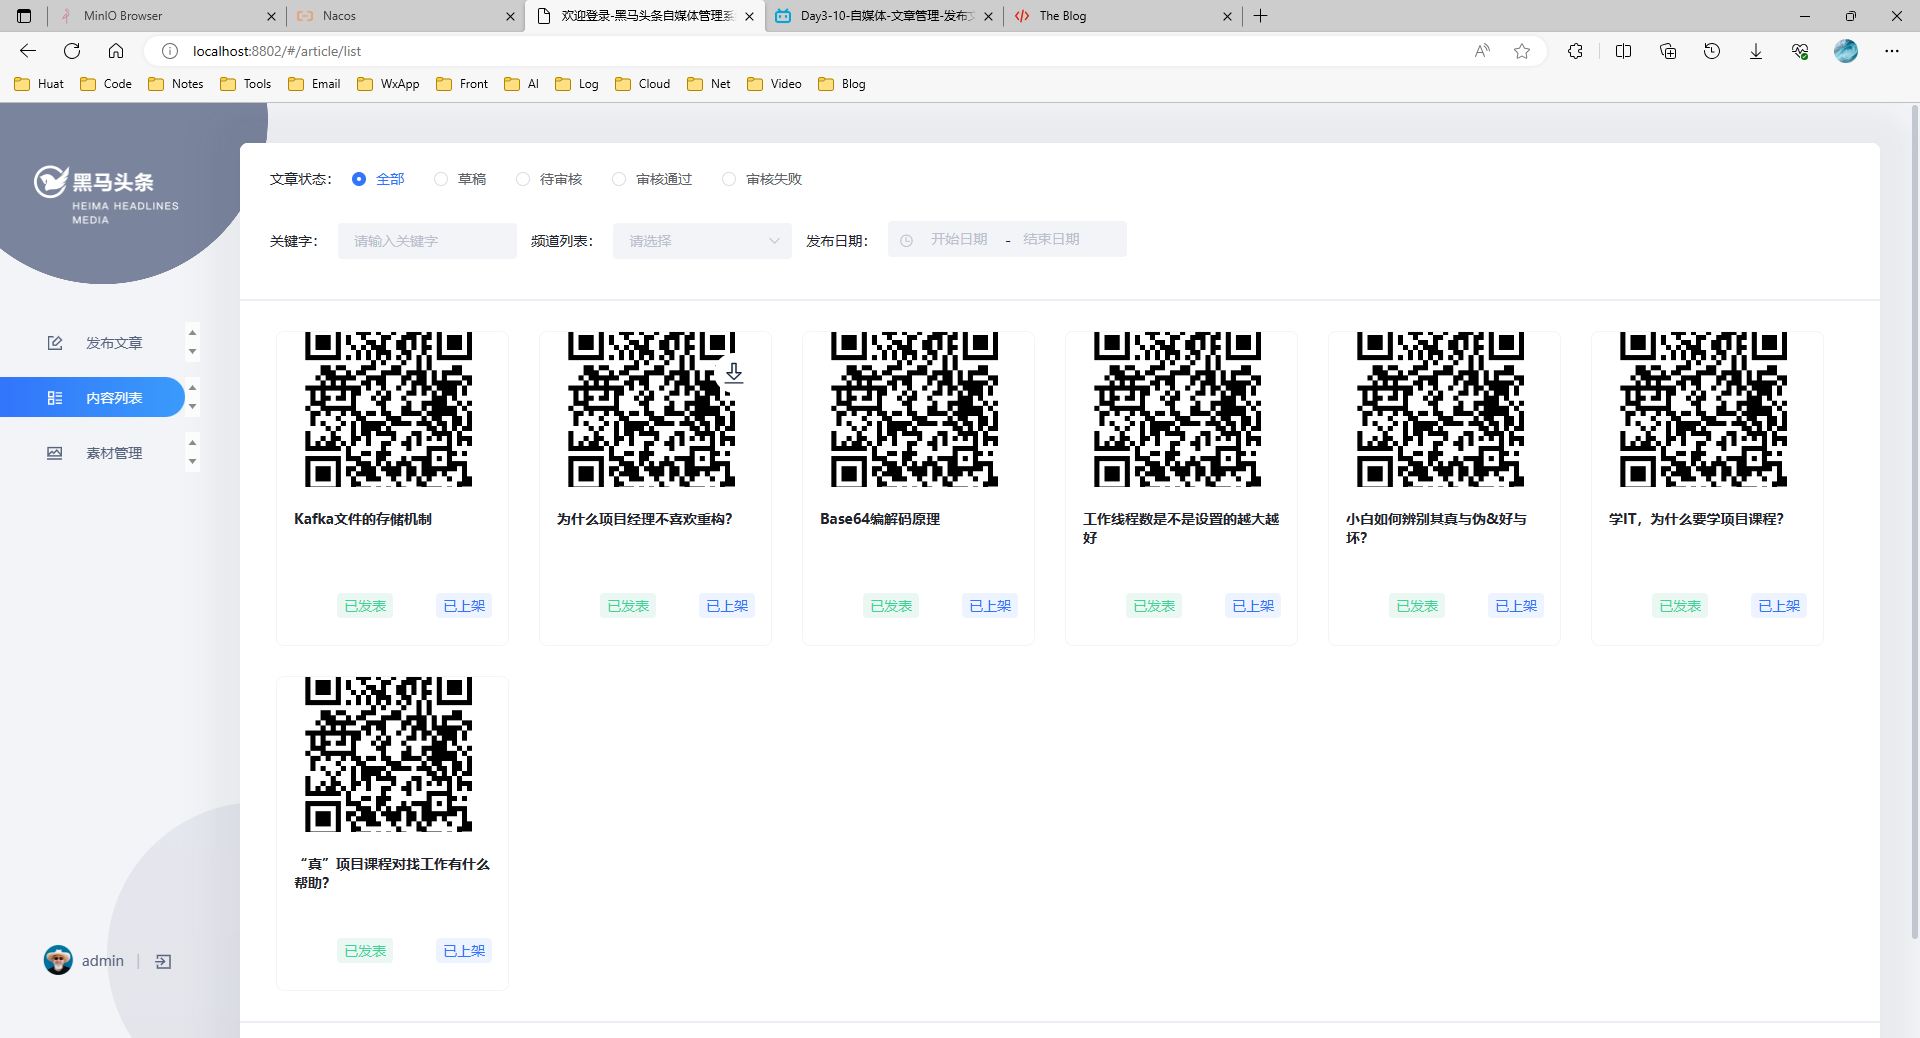 MinIO Browser
Nacos
欢迎登录-黑马头条自媒体管理系
Day3-10-自媒体-文章管理-发布文
The Blog
localhost:8802/#/article/list
Huat
Code
Notes
Tools
Email
WxApp
Front
AI
Log
Cloud
Net
Video
Blog
黑马头条
HEIMA HEADLINES
MEDIA
发布文章
内容列表
素材管理
admin
文章状态： 全部 草稿 待审核 审核通过 审核失败
关键字： 请输入关键字 频道列表： 请选择 发布日期： 开始日期 - 结束日期
Kafka文件的存储机制
已发表 已上架
为什么项目经理不喜欢重构?
已发表 已上架
Base64编解码原理
已发表 已上架
工作线程数是不是设置的越大越
好
已发表 已上架
小白如何辨别其真与伪&好与
坏?
已发表 已上架
学IT，为什么要学项目课程?
已发表 已上架
“真”项目课程对找工作有什么
帮助?
已发表 已上架